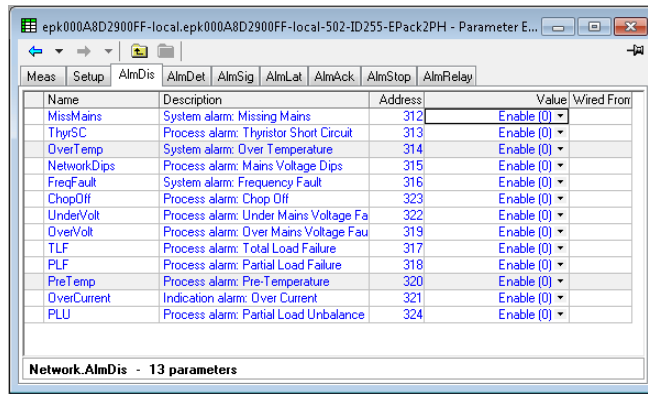 epk000A8D2900FF-local.epk000A8D2900FF-local-502-ID255-EPack2PH - Parameter E...
Meas Setup AlmDis AlmDet AlmSig AlmLat AlmAck AlmStop AlmRelay
Name Description Address Value Wired From
MissMains System alarm: Missing Mains 312 Enable (0)
ThyrSC Process alarm: Thyristor Short Circuit 313 Enable (0)
OverTemp System alarm: Over Temperature 314 Enable (0)
NetworkDips Process alarm: Mains Voltage Dips 315 Enable (0)
FreqFault System alarm: Frequency Fault 316 Enable (0)
ChopOff Process alarm: Chop Off 323 Enable (0)
UnderVolt Process alarm: Under Mains Voltage Fa 322 Enable (0)
OverVolt Process alarm: Over Mains Voltage Fau 319 Enable (0)
TLF Process alarm: Total Load Failure 317 Enable (0)
PLF Process alarm: Partial Load Failure 318 Enable (0)
PreTemp Process alarm: Pre-Temperature 320 Enable (0)
OverCurrent Indication alarm: Over Current 321 Enable (0)
PLU Process alarm: Partial Load Unbalance 324 Enable (0)
Network.AlmDis - 13 parameters